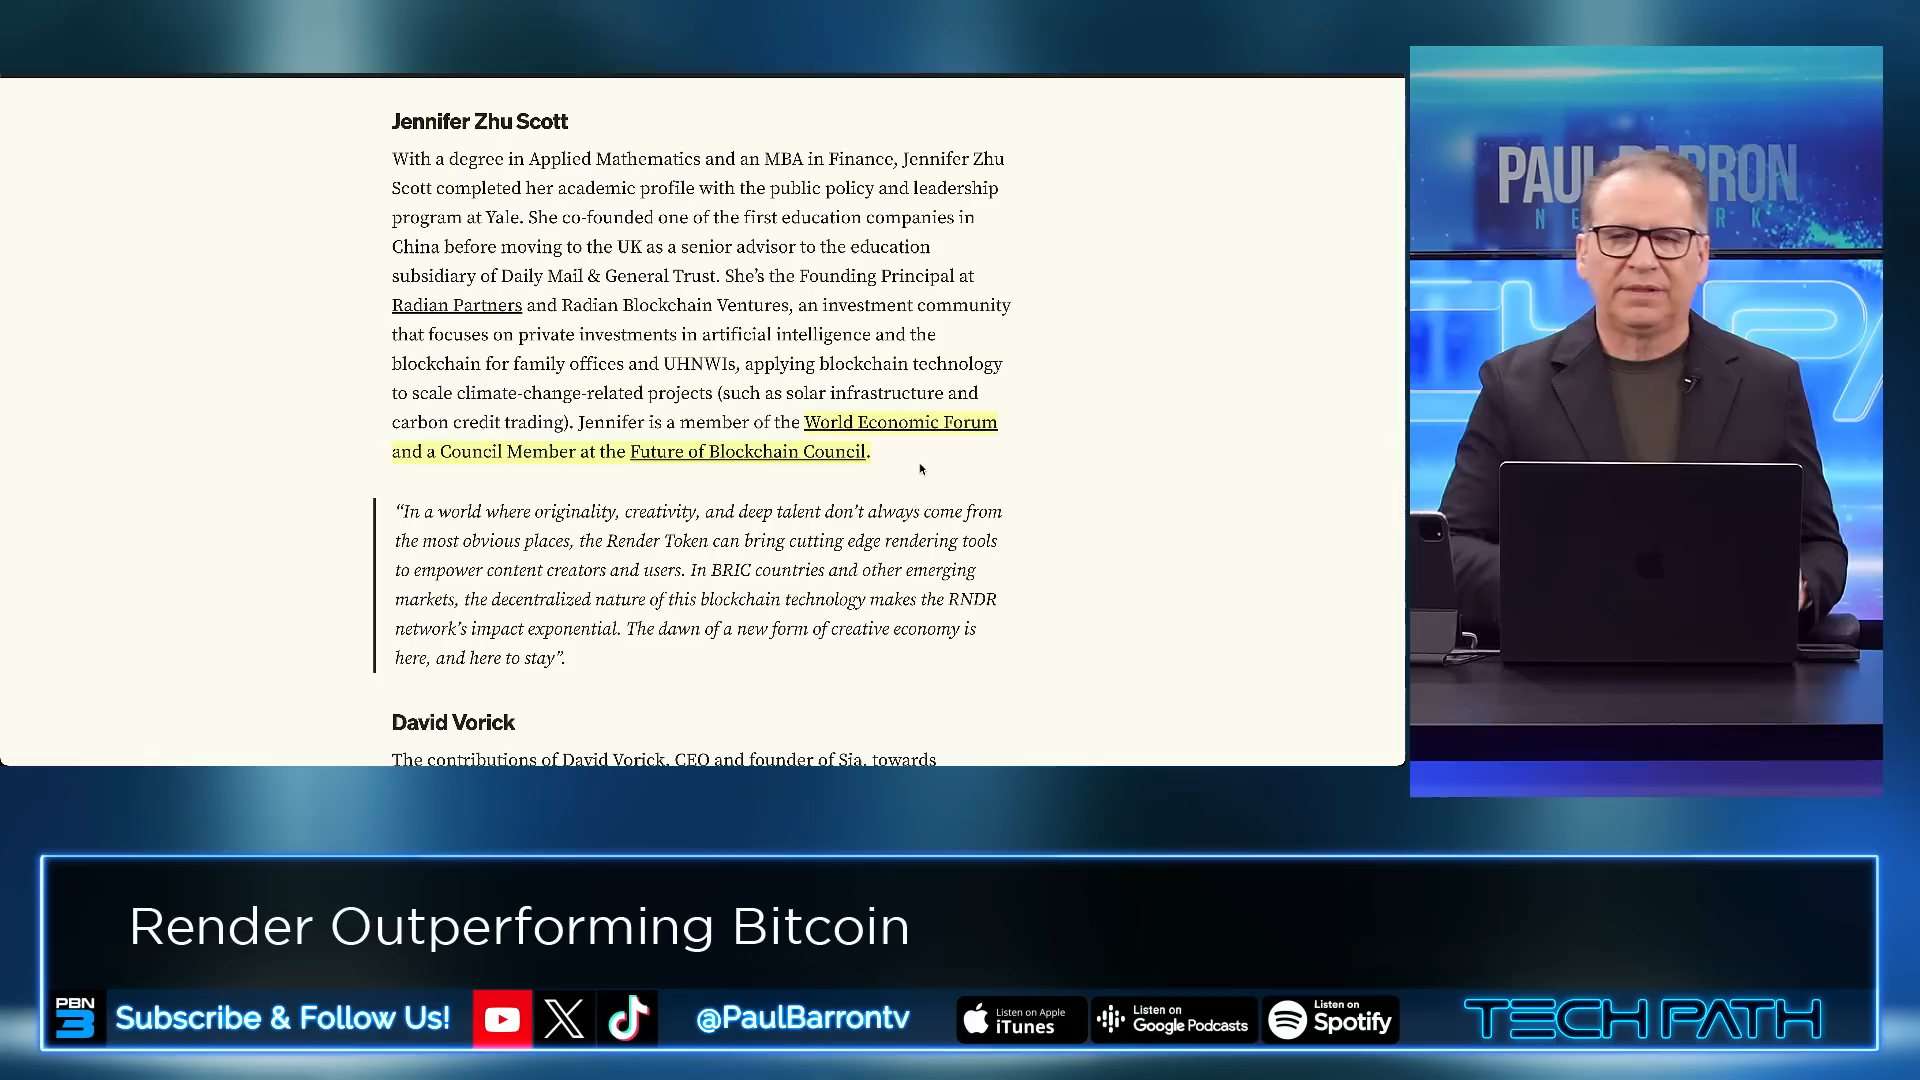 Jennifer Zhu Scott
With a degree in Applied Mathematics and an MBA in Finance, Jennifer Zhu
Scott completed her academic profile with the public policy and leadership
program at Yale. She co-founded one of the first education companies in
China before moving to the UK as a senior advisor to the education
subsidiary of Daily Mail & General Trust. She’s the Founding Principal at
Radian Partners and Radian Blockchain Ventures, an investment community
that focuses on private investments in artificial intelligence and the
blockchain for family offices and UHNWIs, applying blockchain technology
to scale climate-change-related projects (such as solar infrastructure and
carbon credit trading). Jennifer is a member of the World Economic Forum
and a Council Member at the Future of Blockchain Council.
“In a world where originality, creativity, and deep talent don’t always come from
the most obvious places, the Render Token can bring cutting edge rendering tools
to empower content creators and users. In BRIC countries and other emerging
markets, the decentralized nature of this blockchain technology makes the RNDR
network’s impact exponential. The dawn of a new form of creative economy is
here, and here to stay”.
David Vorick
The contributions of David Vorick, CEO and founder of Sia, towards
Render Outperforming Bitcoin
PBN
3
Subscribe & Follow Us!
@PaulBarrontv
Listen on Apple
iTunes
Listen on
Google Podcasts
Listen on
Spotify
TECH PATH